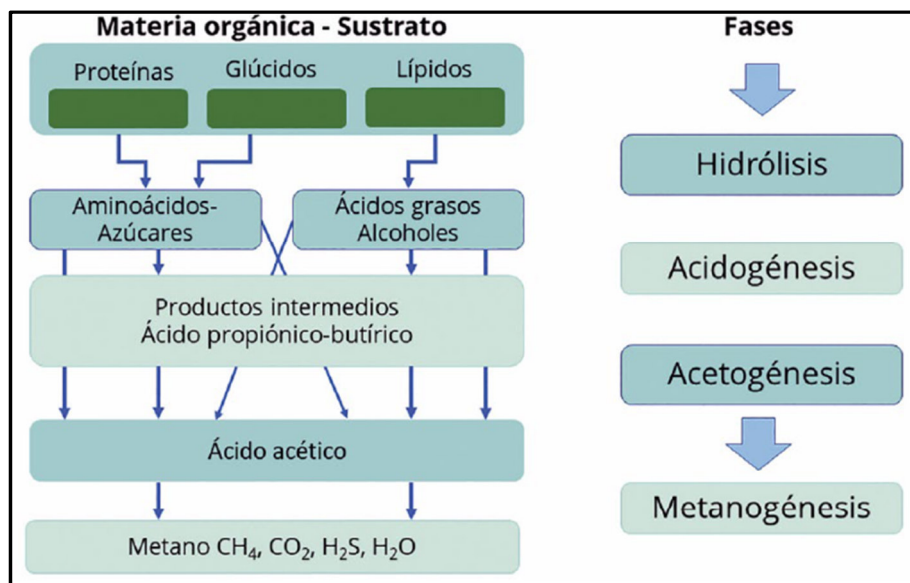 Materia orgánica - Sustrato
Proteínas Glúcidos Lípidos
Aminoácidos-
Azúcares
Ácidos grasos
Alcoholes
Productos intermedios
Ácido propiónico-butírico
Ácido acético
Metano CH₄, CO₂, H₂S, H₂O
Fases
Hidrólisis
Acidogénesis
Acetogénesis
Metanogénesis